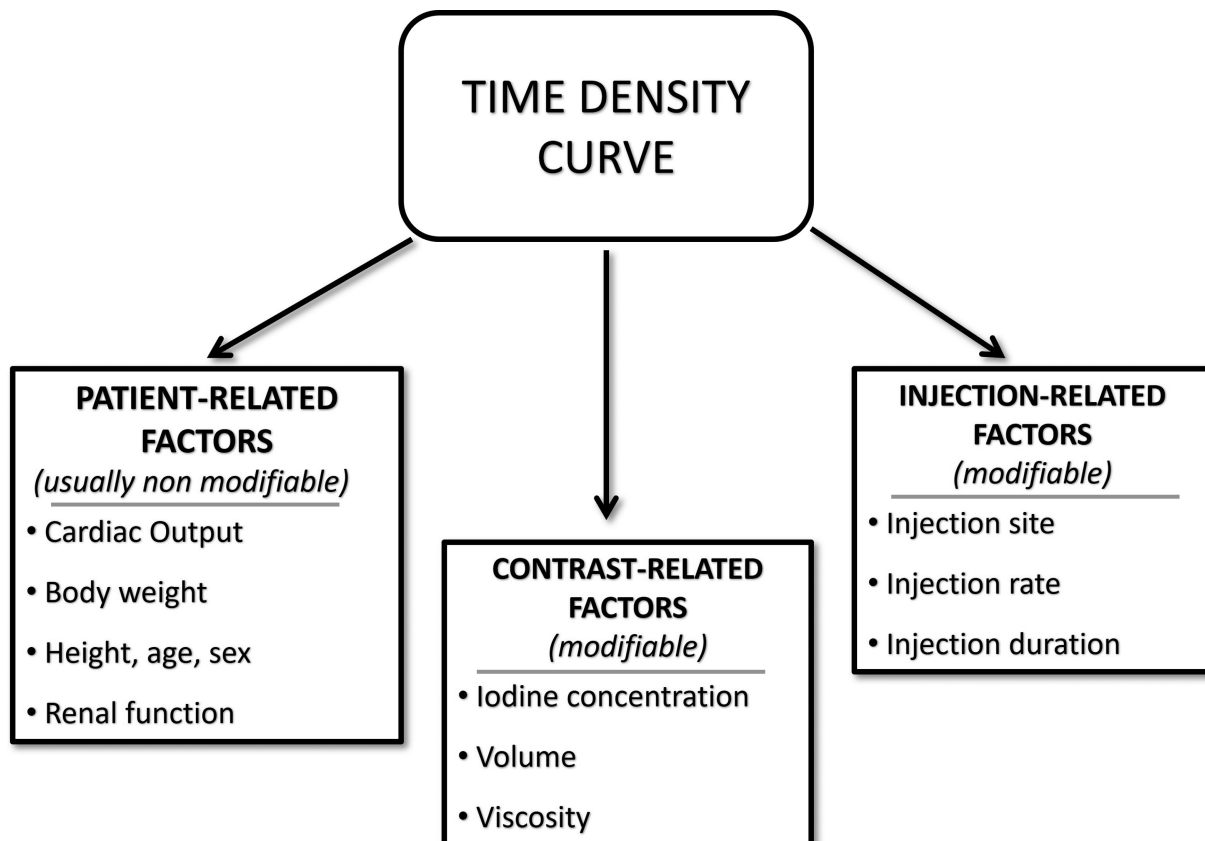 TIME DENSITY
CURVE
PATIENT-RELATED
FACTORS
(usually non modifiable)
• Cardiac Output
• Body weight
• Height, age, sex
• Renal function
CONTRAST-RELATED
FACTORS
(modifiable)
• Iodine concentration
• Volume
• Viscosity
INJECTION-RELATED
FACTORS
(modifiable)
• Injection site
• Injection rate
• Injection duration